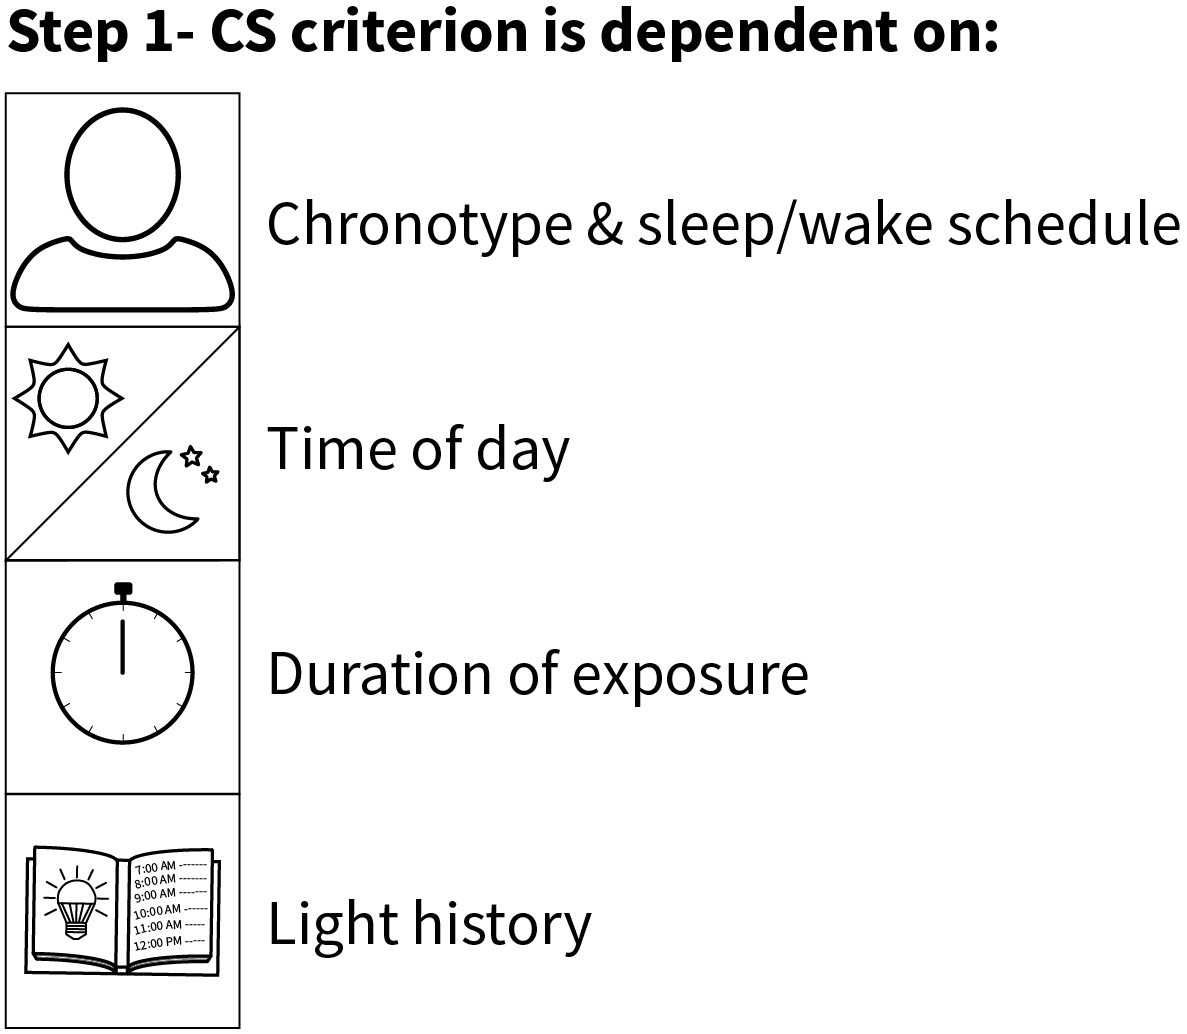 Step 1- CS criterion is dependent on:
Chronotype & sleep/wake schedule
Time of day
Duration of exposure
7:00 AM -------
8:00 AM -------
9:00 AM -------
10:00 AM ------
11:00 AM -----
12:00 PM -----
Light history